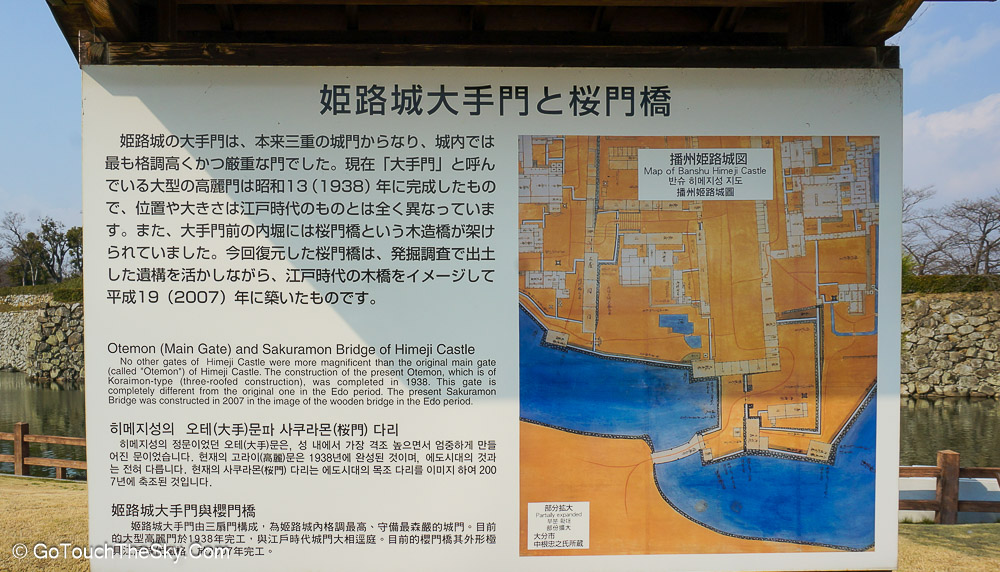 姫路城大手門と桜門橋
姫路城の大手門は、本来三重の城門からなり、城内では
最も格調高くかつ厳重な門でした。現在「大手門」と呼ん
でいる大型の高麗門は昭和13（1938）年に完成したもの
で、位置や大きさは江戸時代のものとは全く異なっていま
す。また、大手門前の内堀には桜門橋という木造橋が架け
られていました。今回復元した桜門橋は、発掘調査で出土
した遺構を活かしながら、江戸時代の木橋をイメージして
平成19（2007）年に築いたものです。
Otemon (Main Gate) and Sakuramon Bridge of Himeji Castle
No other gates of Himeji Castle were more magnificent than the original main gate
(called "Otemon") of Himeji Castle. The construction of the present Otemon, which is of
Koraimon-type (three-roofed construction), was completed in 1938. This gate is
completely different from the original one in the Edo period. The present Sakuramon
Bridge was constructed in 2007 in the image of the wooden bridge in the Edo period.
히메지성의 오테(大手)문파 사쿠라몬(桜門) 다리
히메지성의 정문이었던 오테(大手)문은, 성 내에서 가장 격조 높으면서 엄중하게 만들
어진 문이었습니다. 현재의 고라이(高麗)문은 1938년에 완성된 것이며, 에도시대의 것과
는 전혀 다릅니다. 현재의 사쿠라몬(桜門) 다리는 에도시대의 목조 다리를 이미지 하여 200
7년에 축조된 것입니다.
姫路城大手門與櫻門橋
姫路城大手門由三扇門構成，為姫路城內格調最高、守備最森嚴的城門。目前
的大型高麗門於1938年完工，與江戶時代城門大相逕庭。目前的櫻門橋其外形極
年完工。
播州姫路城図
Map of Banshu Himeji Castle
반슈 히메지성 지도
播州姫路城圖
部分拡大
Partially expanded
부분 확대
部份擴大
大分市
中根忠之氏所蔵
© GoTouchTheSky.Com